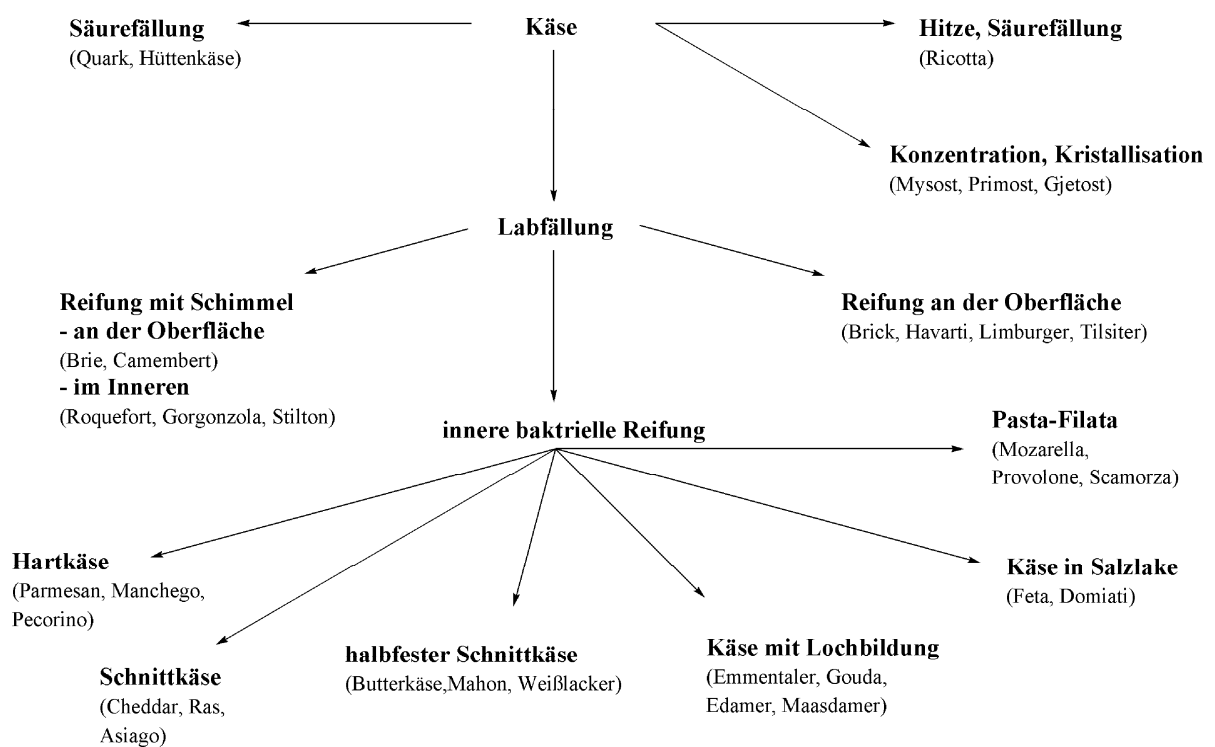 Säurefällung
(Quark, Hüttenkäse)
Käse
Hitze, Säurefällung
(Ricotta)
Konzentration, Kristallisation
(Mysost, Primost, Gjetost)
Labfällung
Reifung mit Schimmel
- an der Oberfläche
(Brie, Camembert)
- im Inneren
(Roquefort, Gorgonzola, Stilton)
Reifung an der Oberfläche
(Brick, Havarti, Limburger, Tilsiter)
innere baktrielle Reifung
Pasta-Filata
(Mozarella,
Provolone, Scamorza)
Hartkäse
(Parmesan, Manchego,
Pecorino)
Schnittkäse
(Cheddar, Ras,
Asiago)
halbfester Schnittkäse
(Butterkäse,Mahon, Weißlacker)
Käse mit Lochbildung
(Emmentaler, Gouda,
Edamer, Maasdamer)
Käse in Salzlake
(Feta, Domiati)